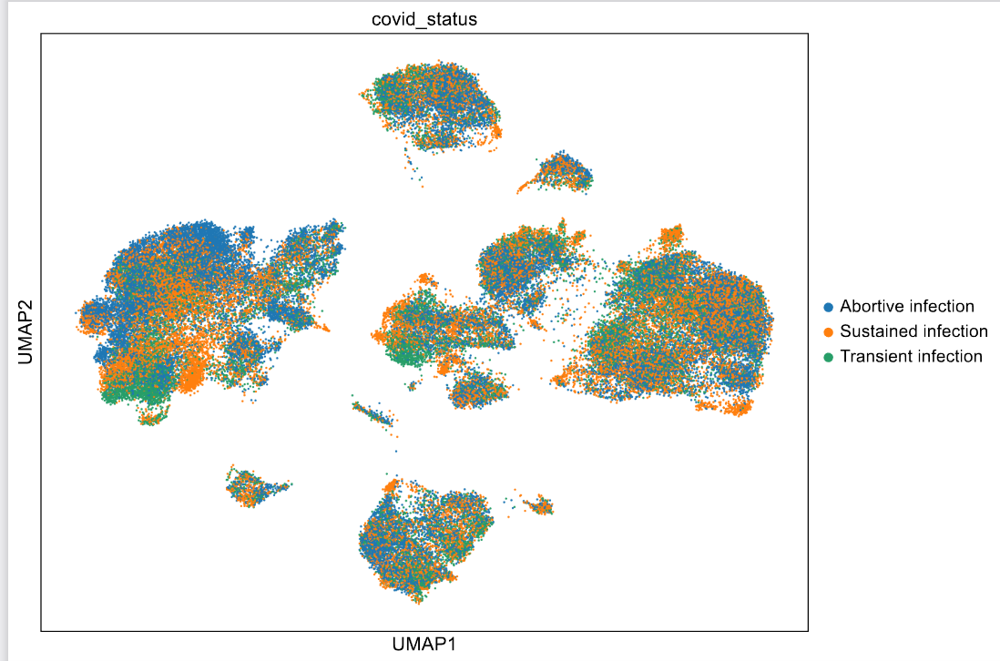 covid_status
UMAP2
Abortive infection
Sustained infection
Transient infection
UMAP1